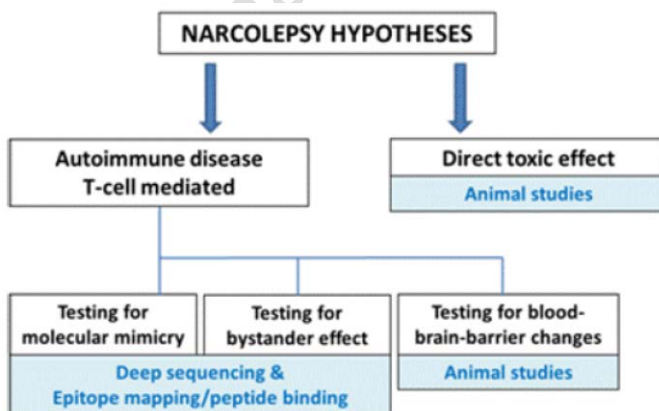 NARCOLEPSY HYPOTHESES
Autoimmune disease
T-cell mediated
Direct toxic effect
Animal studies
Testing for
molecular mimicry
Testing for
bystander effect
Testing for blood-
brain-barrier changes
Deep sequencing &
Epitope mapping/peptide binding
Animal studies